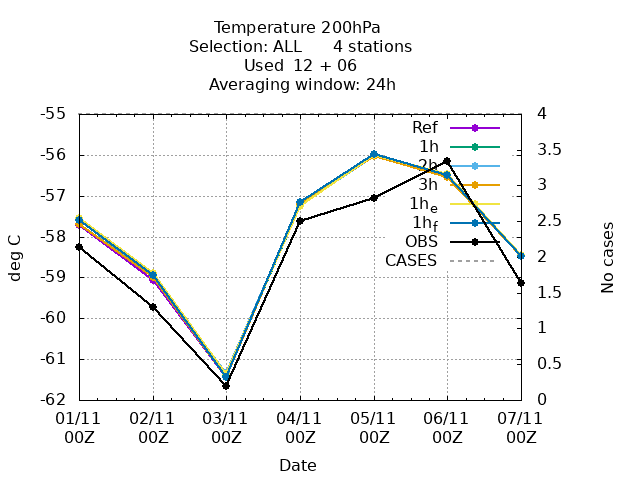 Temperature 200hPa
Selection: ALL 4 stations
Used 12 + 06
Averaging window: 24h
-55
-56
-57
-58
-59
-60
-61
-62
4
3.5
3
2.5
2
1.5
1
0.5
0
deg C
No cases
Ref
1h
2h
3h
1h_e
1h_f
OBS
CASES
01/11 02/11 03/11 04/11 05/11 06/11 07/11
00Z 00Z 00Z 00Z 00Z 00Z 00Z
Date